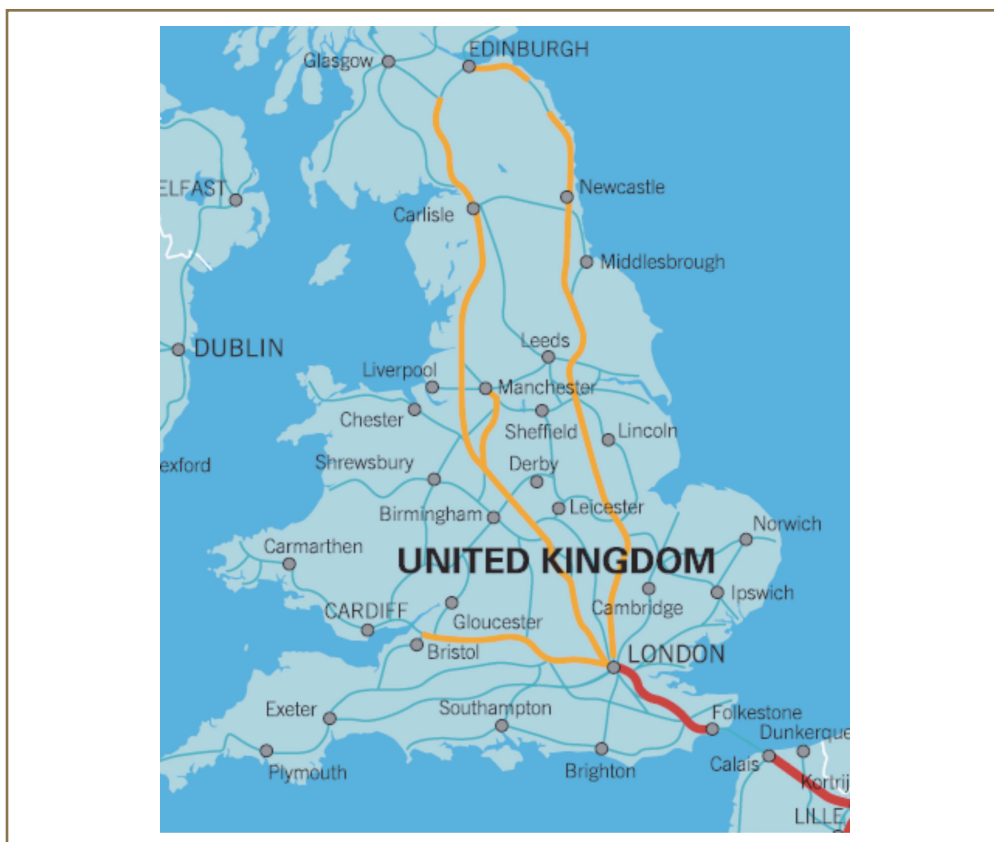 EDINBURGH
Glasgow
ELFAST
Newcastle
Carlisle
Middlesbrough
DUBLIN
Leeds
Liverpool
Manchester
Chester
Sheffield
Lincoln
exford
Shrewsbury
Derby
Leicester
Birmingham
Norwich
Carmarthen
UNITED KINGDOM
Ipswich
Cambridge
CARDIFF
Gloucester
Bristol
LONDON
Exeter
Southampton
Folkestone
Dunkerque
Plymouth
Brighton
Calais
Kortrij
LILLE